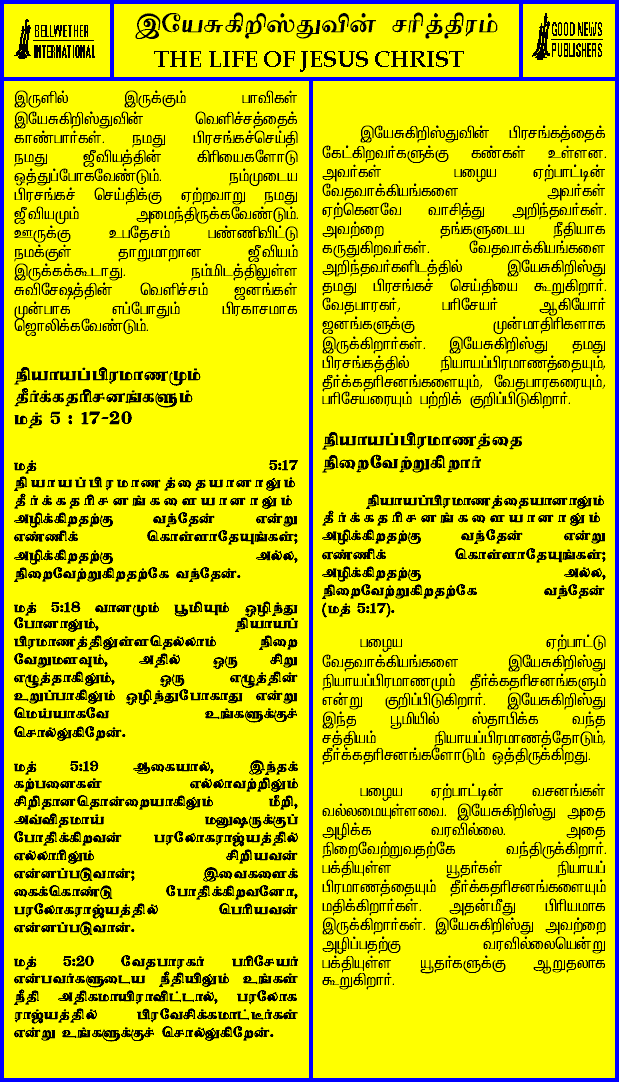 BELLWETHER
INTERNATIONAL
இயேசுகிறிஸ்துவின் சரித்திரம்
THE LIFE OF JESUS CHRIST
GOOD NEWS
PUBLISHERS
இருளில் இருக்கும் பாவிகள்
இயேசுகிறிஸ்துவின் வெளிச்சத்தைக்
காண்பார்கள். நமது பிரசங்கச்செய்தி
நமது ஜீவியத்தின் கிரியைகளோடு
ஒத்துப்போகவேண்டும். நம்முடைய
பிரசங்கச் செய்திக்கு ஏற்றவாறு நமது
ஜீவியமும் அமைந்திருக்கவேண்டும்.
ஊருக்கு உபதேசம் பண்ணிவிட்டு
நமக்குள் தாறுமாறான ஜீவியம்
இருக்கக்கூடாது. நம்மிடத்திலுள்ள
சுவிசேஷத்தின் வெளிச்சம் ஜனங்கள்
முன்பாக எப்போதும் பிரகாசமாக
ஜொலிக்கவேண்டும்.
நியாயப்பிரமாணமும்
தீர்க்கதரிசனங்களும்
மத் 5 : 17-20
மத் 5:17
நியாயப்பிரமாணத்தையானாலும்
தீர்க்கதரிசனங்களையானாலும்
அழிக்கிறதற்கு வந்தேன் என்று
எண்ணிக் கொள்ளாதேயுங்கள்;
அழிக்கிறதற்கு அல்ல,
நிறைவேற்றுகிறதற்கே வந்தேன்.
மத் 5:18 வானமும் பூமியும் ஒழிந்து
போனாலும், நியாயப்
பிரமாணத்திலுள்ளதெல்லாம் நிறை
வேறுமளவும், அதில் ஒரு சிறு
எழுத்தாகிலும், ஒரு எழுத்தின்
உறுப்பாகிலும் ஒழிந்துபோகாது என்று
மெய்யாகவே உங்களுக்குச்
சொல்லுகிறேன்.
மத் 5:19 ஆகையால், இந்தக்
கற்பனைகள் எல்லாவற்றிலும்
சிறிதானதொன்றையாகிலும் மீறி,
அவ்விதமாய் மனுஷருக்குப்
போதிக்கிறவன் பரலோகராஜ்யத்தில்
எல்லாரிலும் சிறியவன்
என்னப்படுவான்; இவைகளைக்
கைக்கொண்டு போதிக்கிறவனோ,
பரலோகராஜ்யத்தில் பெரியவன்
என்னப்படுவான்.
மத் 5:20 வேதபாரகர் பரிசேயர்
என்பவர்களுடைய நீதியிலும் உங்கள்
நீதி அதிகமாயிராவிட்டால், பரலோக
ராஜ்யத்தில் பிரவேசிக்கமாட்டீர்கள்
என்று உங்களுக்குச் சொல்லுகிறேன்.
இயேசுகிறிஸ்துவின் பிரசங்கத்தைக்
கேட்கிறவர்களுக்கு கண்கள் உள்ளன.
அவர்கள் பழைய ஏற்பாட்டின்
வேதவாக்கியங்களை அவர்கள்
ஏற்கெனவே வாசித்து அறிந்தவர்கள்.
அவற்றை தங்களுடைய நீதியாக
கருதுகிறவர்கள். வேதவாக்கியங்களை
அறிந்தவர்களிடத்தில் இயேசுகிறிஸ்து
தமது பிரசங்கச் செய்தியை கூறுகிறார்.
வேதபாரகர், பரிசேயர் ஆகியோர்
ஜனங்களுக்கு முன்மாதிரிகளாக
இருக்கிறார்கள். இயேசுகிறிஸ்து தமது
பிரசங்கத்தில் நியாயப்பிரமாணத்தையும்,
தீர்க்கதரிசனங்களையும், வேதபாரகரையும்,
பரிசேயரையும் பற்றிக் குறிப்பிடுகிறார்.
நியாயப்பிரமாணத்தை
நிறைவேற்றுகிறார்
நியாயப்பிரமாணத்தையானாலும்
தீர்க்கதரிசனங்களையானாலும்
அழிக்கிறதற்கு வந்தேன் என்று
எண்ணிக் கொள்ளாதேயுங்கள்;
அழிக்கிறதற்கு அல்ல,
நிறைவேற்றுகிறதற்கே வந்தேன்
(மத் 5:17).
பழைய ஏற்பாட்டு
வேதவாக்கியங்களை இயேசுகிறிஸ்து
நியாயப்பிரமாணமும் தீர்க்கதரிசனங்களும்
என்று குறிப்பிடுகிறார். இயேசுகிறிஸ்து
இந்த பூமியில் ஸ்தாபிக்க வந்த
சத்தியம் நியாயப்பிரமாணத்தோடும்,
தீர்க்கதரிசனங்களோடும் ஒத்திருக்கிறது.
பழைய ஏற்பாட்டின் வசனங்கள்
வல்லமையுள்ளவை. இயேசுகிறிஸ்து அதை
அழிக்க வரவில்லை. அதை
நிறைவேற்றுவதற்கே வந்திருக்கிறார்.
பக்தியுள்ள யூதர்கள் நியாயப்
பிரமாணத்தையும் தீர்க்கதரிசனங்களையும்
மதிக்கிறார்கள். அதன்மீது பிரியமாக
இருக்கிறார்கள். இயேசுகிறிஸ்து அவற்றை
அழிப்பதற்கு வரவில்லையென்று
பக்தியுள்ள யூதர்களுக்கு ஆறுதலாக
கூறுகிறார்.